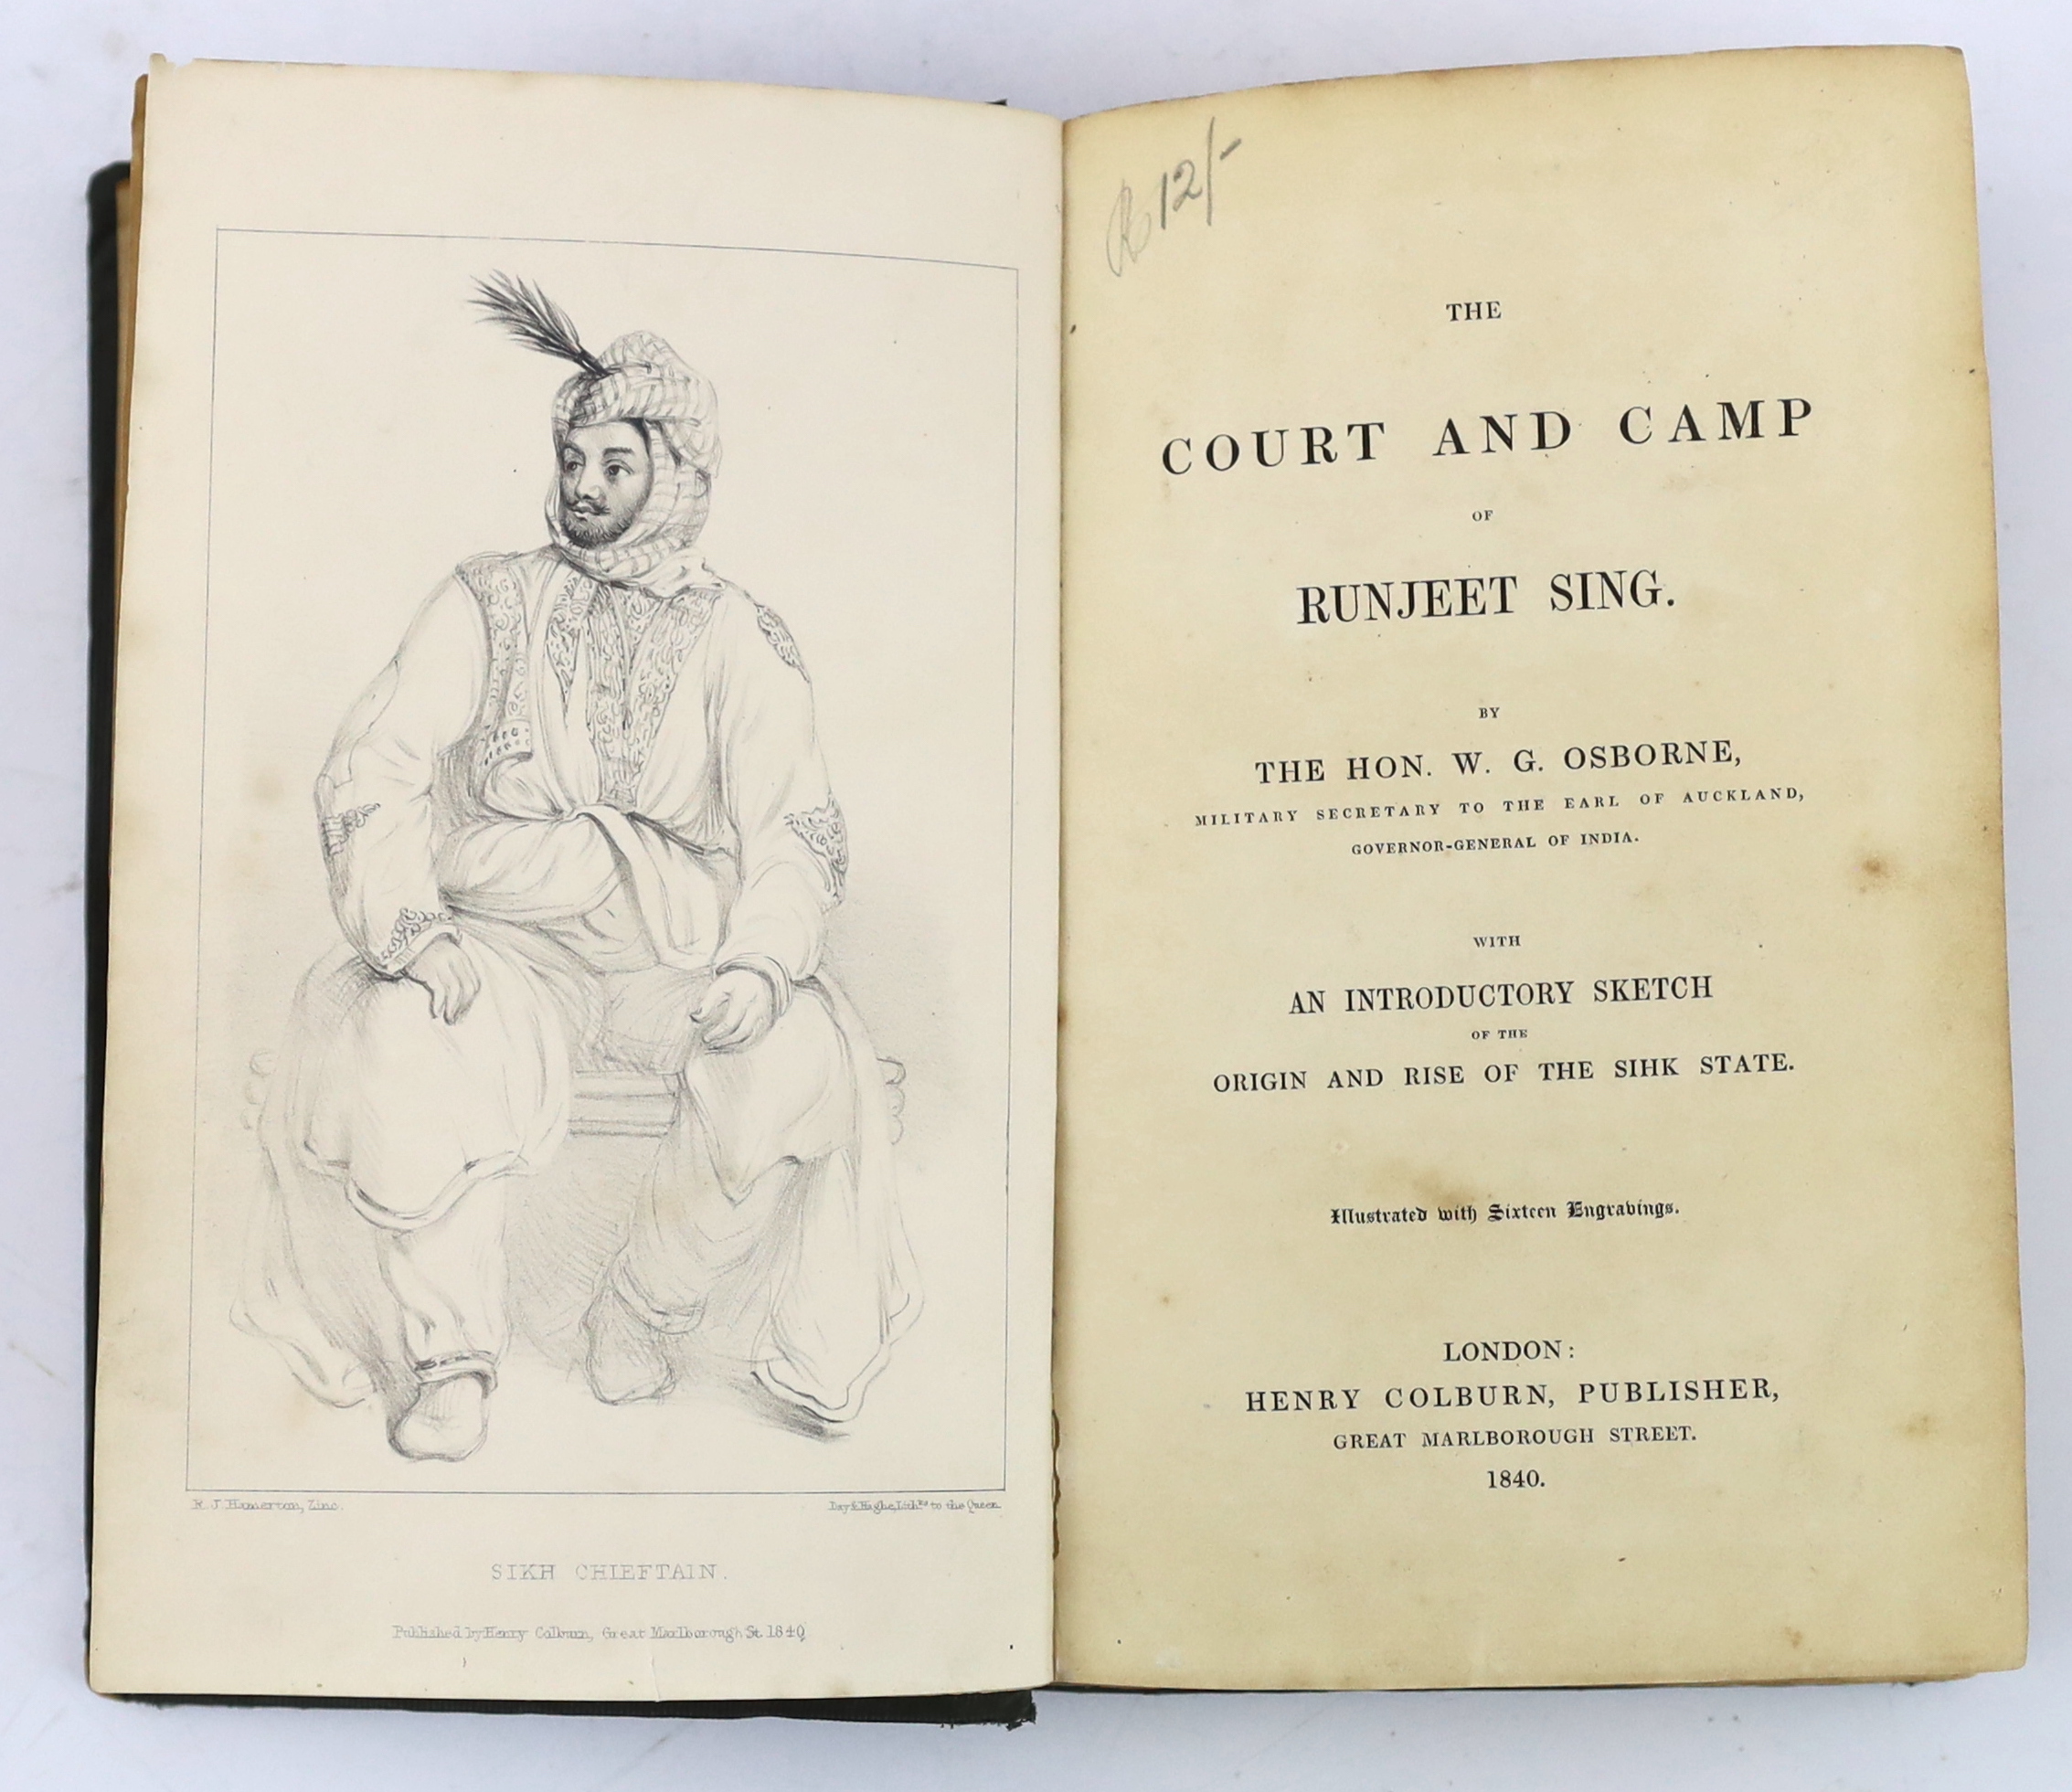 R. J. Hamerton, Zinc.
Day & Haghe, Lithrs to the Queen.
SIKH CHIEFTAIN.
Published by Henry Colburn, Great Marlborough St. 1840
12/-
THE
COURT AND CAMP
OF
RUNJEET SING.
BY
THE HON. W. G. OSBORNE,
MILITARY SECRETARY TO THE EARL OF AUCKLAND,
GOVERNOR-GENERAL OF INDIA.
WITH
AN INTRODUCTORY SKETCH
OF THE
ORIGIN AND RISE OF THE SIHK STATE.
Illustrated with Sixteen Engravings.
LONDON:
HENRY COLBURN, PUBLISHER,
GREAT MARLBOROUGH STREET.
1840.